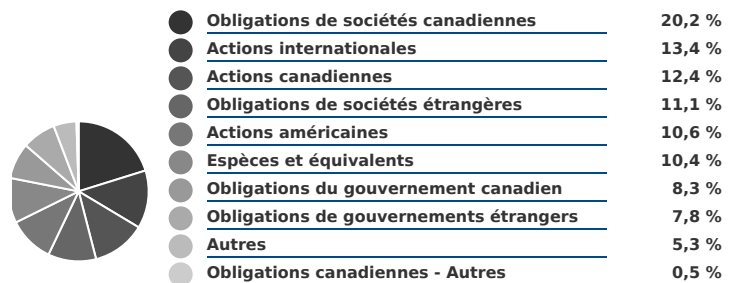 Obligations de sociétés canadiennes 20,2 %
Actions internationales 13,4 %
Actions canadiennes 12,4 %
Obligations de sociétés étrangères 11,1 %
Actions américaines 10,6 %
Espèces et équivalents 10,4 %
Obligations du gouvernement canadien 8,3 %
Obligations de gouvernements étrangers 7,8 %
Autres 5,3 %
Obligations canadiennes - Autres 0,5 %